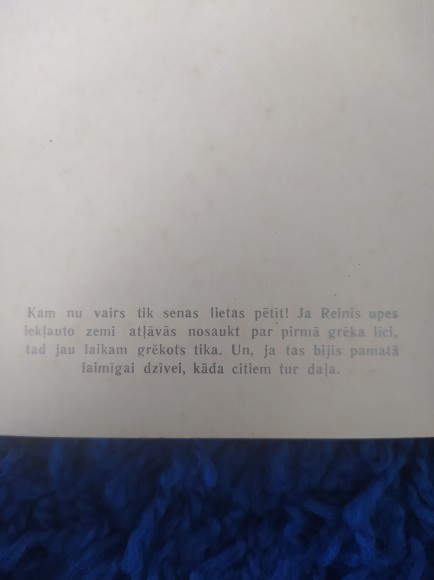 Kam nu vairs tik senas lietas pētīt! Ja Reinis upes
iekļauto zemi atļāvās nosaukt par pirmā grēka līci,
tad jau laikam grēkots tika. Un, ja tas bijis pamatā
laimīgai dzīvei, kāda citiem tur daļa.